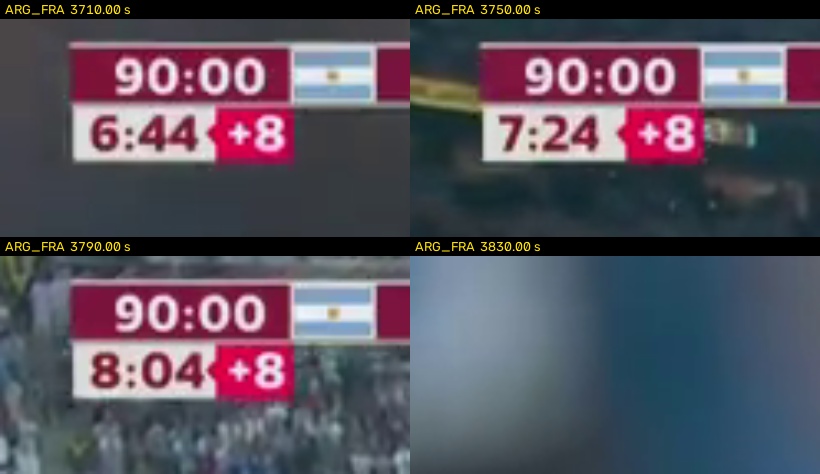 ARG_FRA 3710.00 s
90:00
6:44 +8
ARG_FRA 3750.00 s
90:00
7:24 +8
ARG_FRA 3790.00 s
90:00
8:04 +8
ARG_FRA 3830.00 s